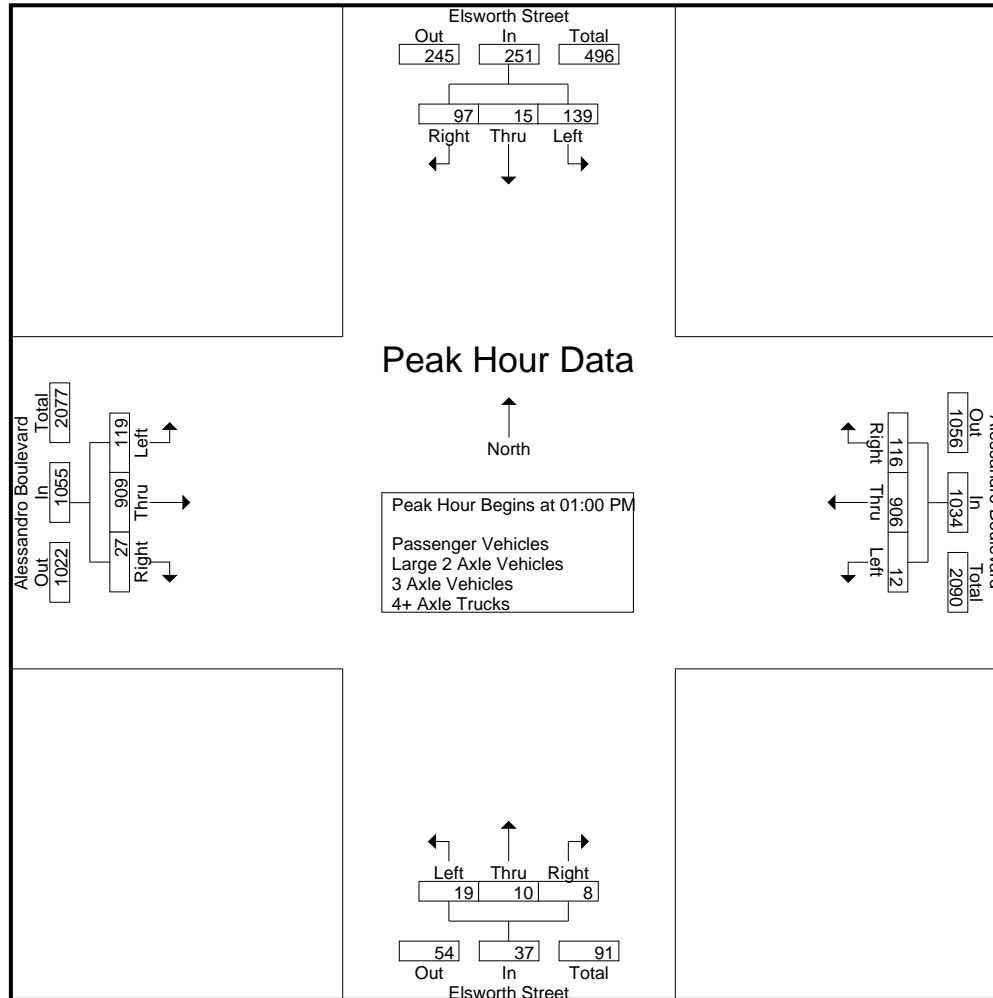 Elsworth Street
Out In Total
245 251 496
97 15 139
Right Thru Left
Peak Hour Data
North
Peak Hour Begins at 01:00 PM
Passenger Vehicles
Large 2 Axle Vehicles
3 Axle Vehicles
4+ Axle Trucks
Alessandro Boulevard
Out In Total
1022 1055 2077
27 909 119
Right Thru Left
Out In Total
1056 1034 2090
116 906 12
Right Thru Left
Left Thru Right
19 10 8
54 37 91
Out In Total
Elsworth Street